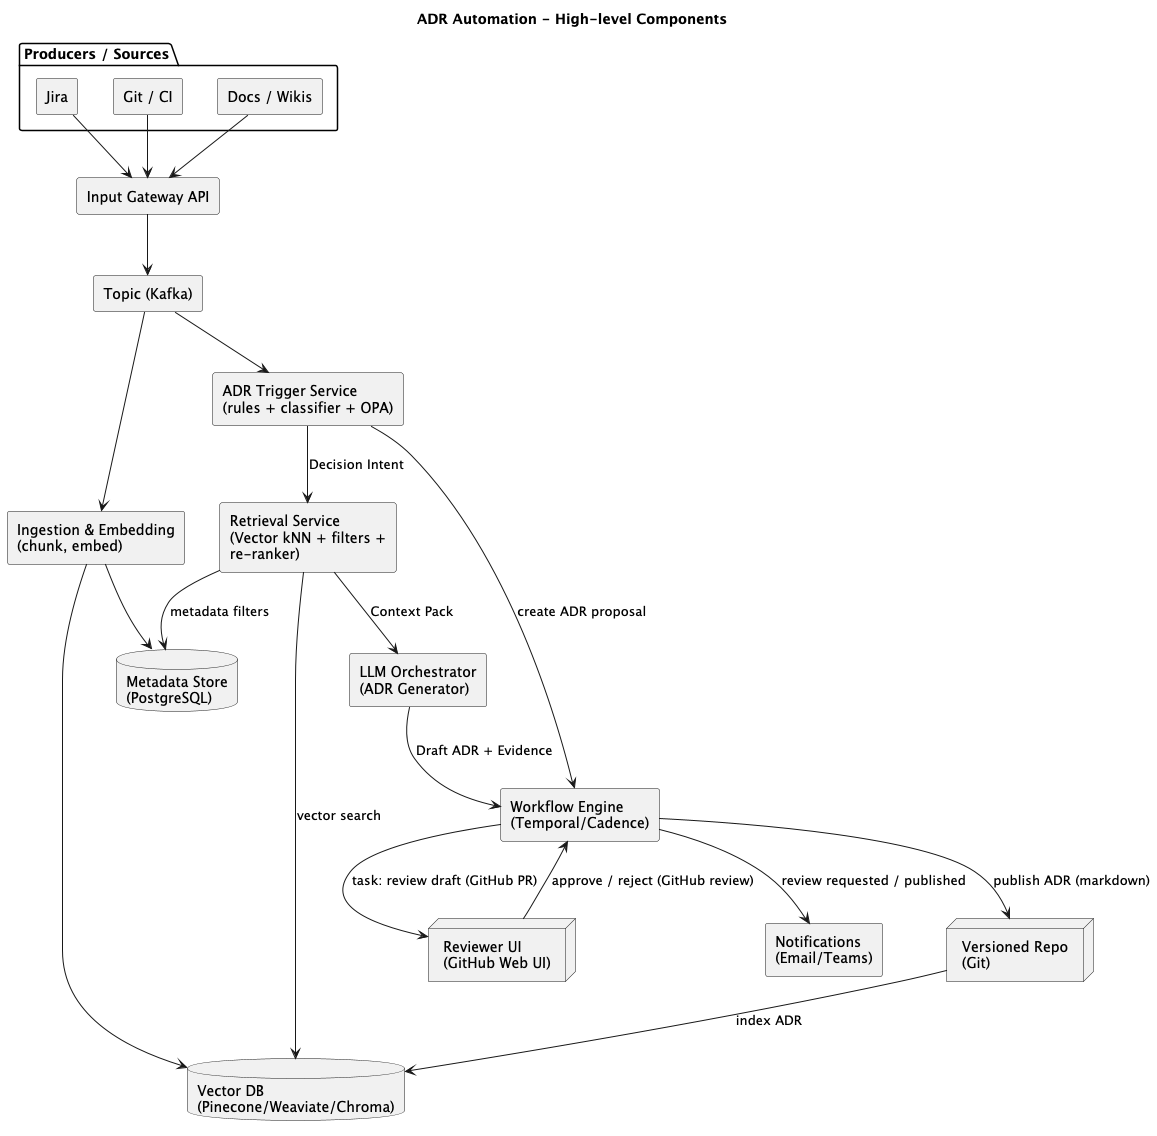 ADR Automation – High-level Components
Producers / Sources
Jira
Git / CI
Docs / Wikis
Input Gateway API
Topic (Kafka)
ADR Trigger Service
(rules + classifier + OPA)
Decision Intent
Ingestion & Embedding
(chunk, embed)
Retrieval Service
(Vector kNN + filters +
re-ranker)
metadata filters
Context Pack
create ADR proposal
Metadata Store
(PostgreSQL)
LLM Orchestrator
(ADR Generator)
Draft ADR + Evidence
vector search
Workflow Engine
(Temporal/Cadence)
task: review draft (GitHub PR)
approve / reject (GitHub review)
review requested / published
publish ADR (markdown)
Reviewer UI
(GitHub Web UI)
Notifications
(Email/Teams)
Versioned Repo
(Git)
index ADR
Vector DB
(Pinecone/Weaviate/Chroma)